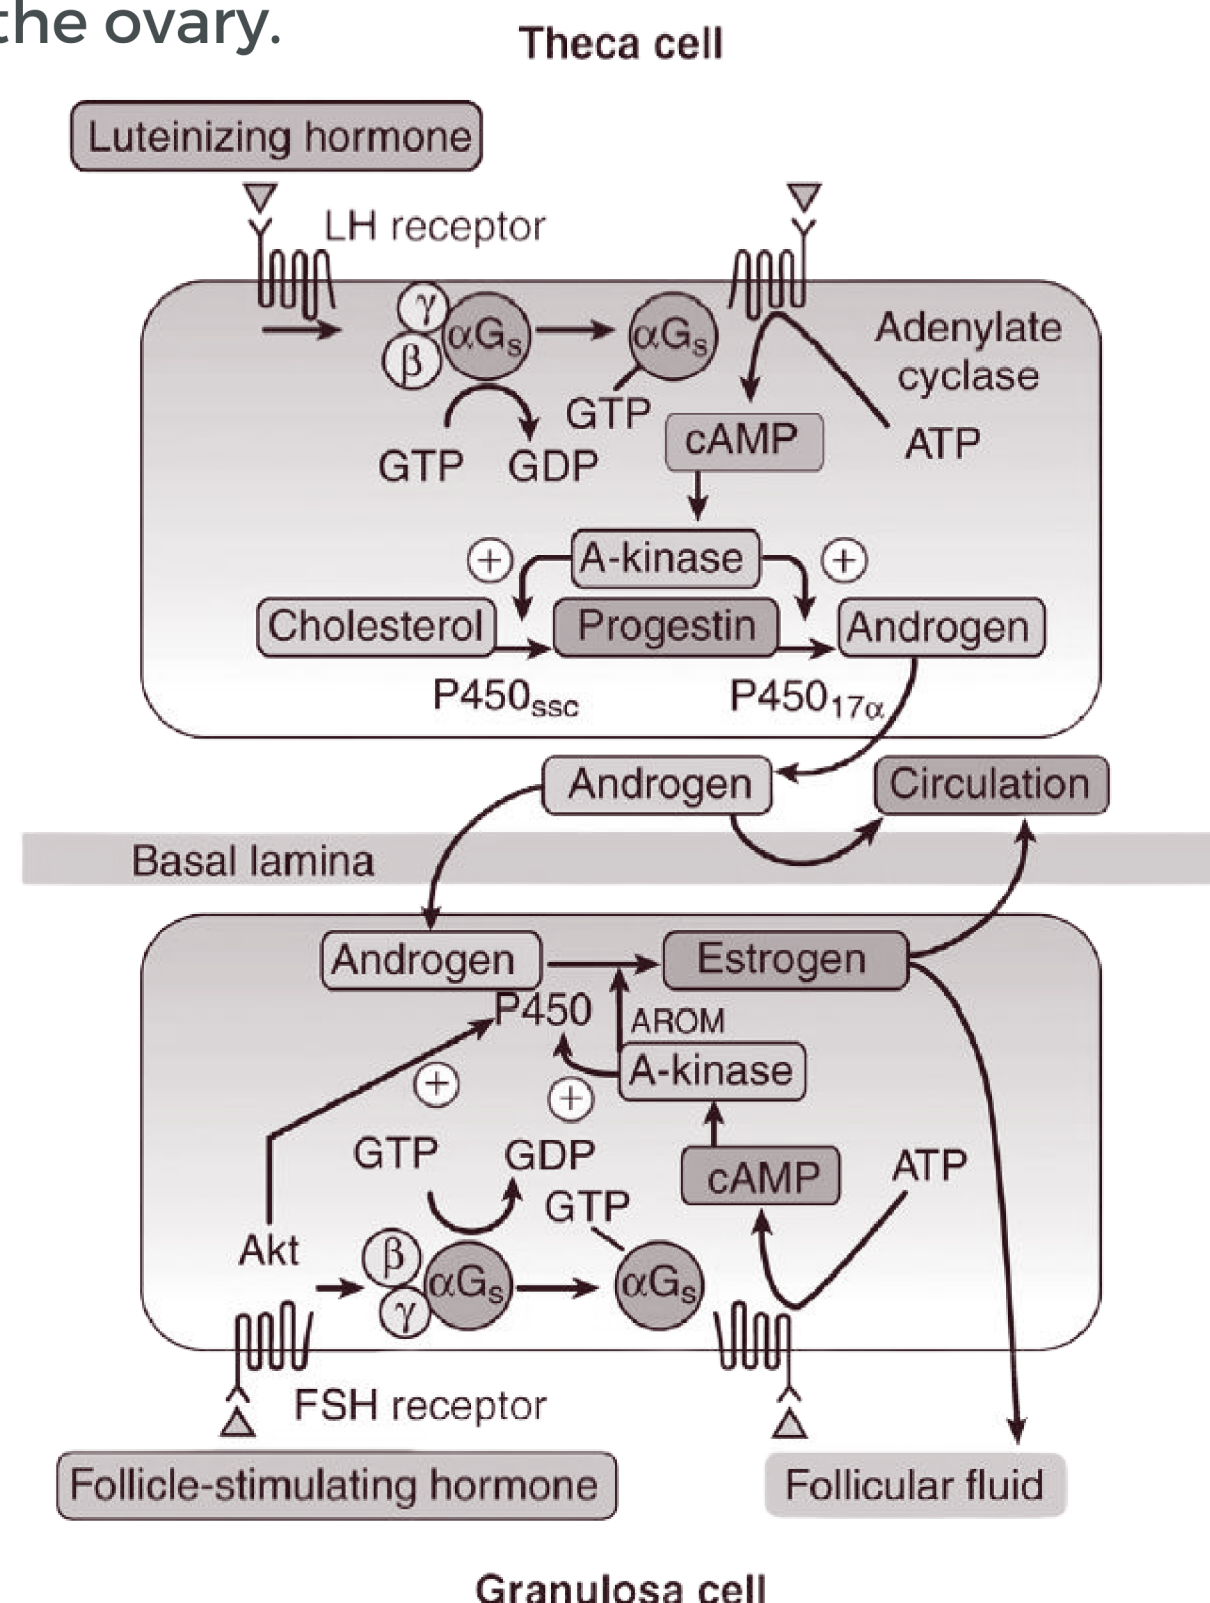 the ovary.
Theca cell
Luteinizing hormone
LH receptor
γ
β
αGs
αGs
Adenylate
cyclase
GTP
GTP
GDP
cAMP
ATP
+
A-kinase
+
Cholesterol
Progestin
Androgen
P450ssc
P45017α
Androgen
Circulation
Basal lamina
Androgen
Estrogen
P450
AROM
A-kinase
+
+
GTP
GDP
cAMP
ATP
GTP
Akt
β
γ
αGs
αGs
FSH receptor
Follicle-stimulating hormone
Follicular fluid
Granulosa cell